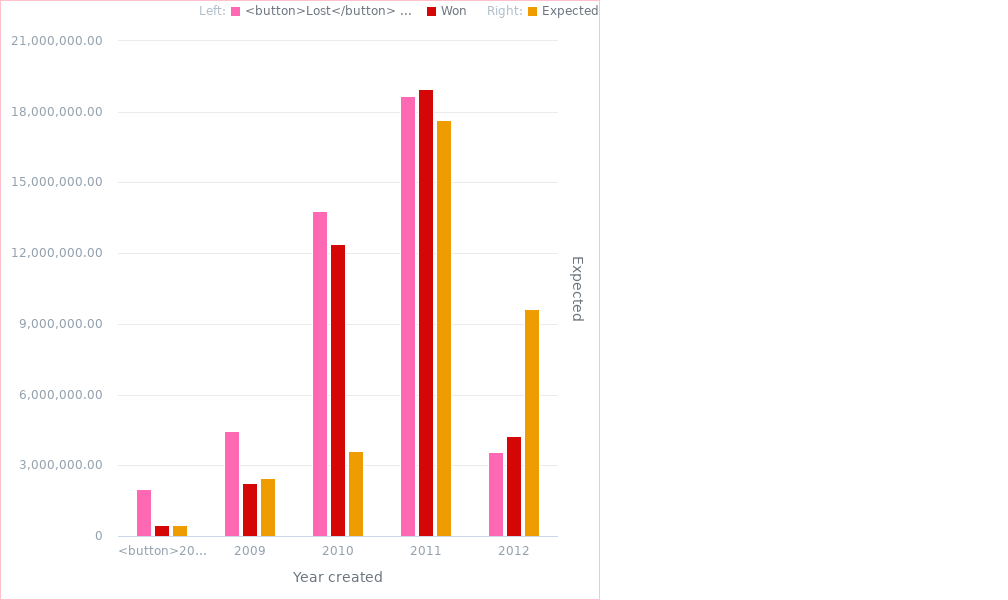 Left: <button>Lost</button> ... Won Right: Expected
21,000,000.00
18,000,000.00
15,000,000.00
12,000,000.00
9,000,000.00
6,000,000.00
3,000,000.00
0
Expected
<button>20... 2009 2010 2011 2012
Year created